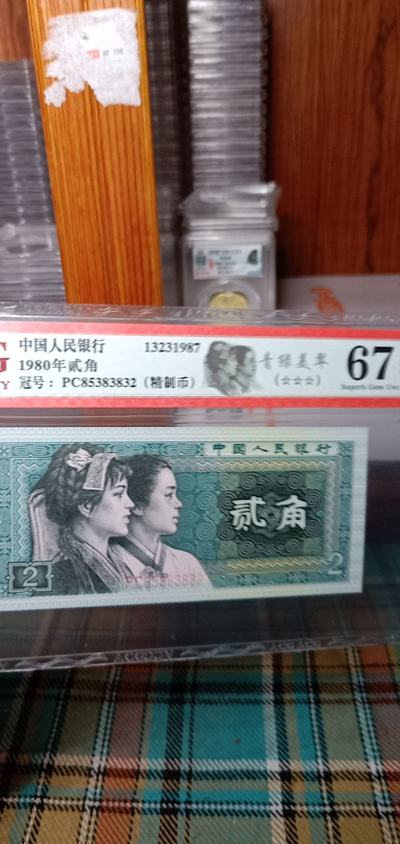 中国人民银行 13231987
1980年贰角
冠号：PC85383832（精制币）
青绿美翠
(☆☆☆)
67
Superb Gem Unc
中国人民银行
贰角
2
2
PC85383832